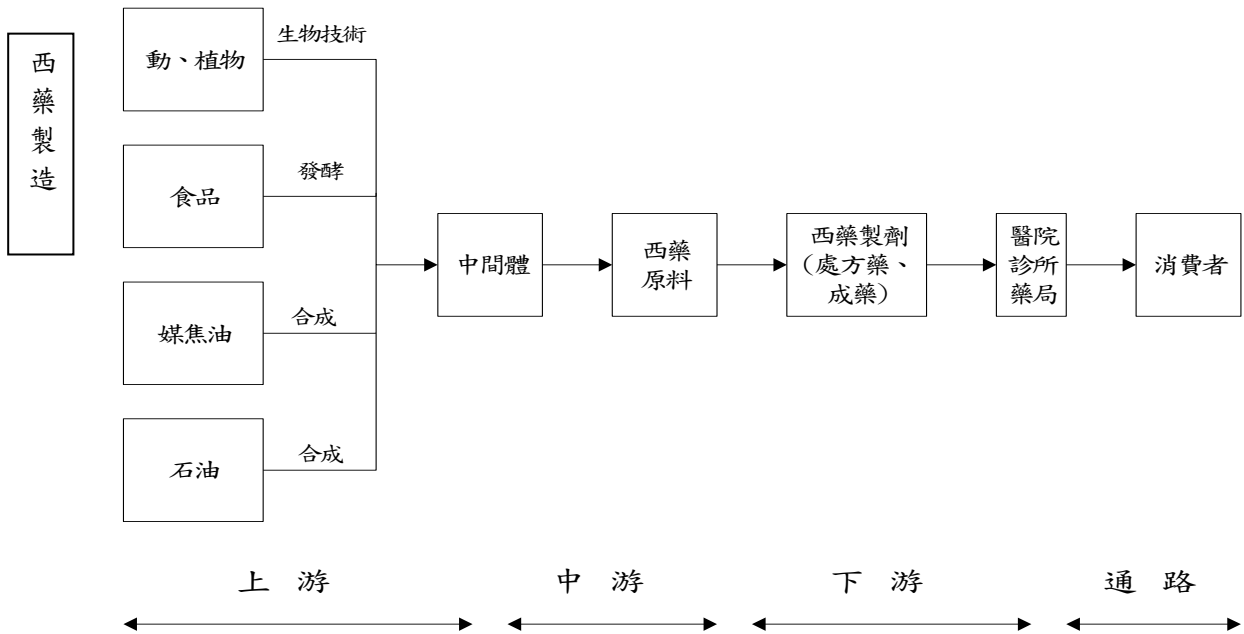 西藥製造
動、植物
生物技術
食品
發酵
媒焦油
合成
石油
合成
中間體
西藥
原料
西藥製劑
(處方藥、
成藥)
醫院
診所
藥局
消費者
上游
中游
下游
通路